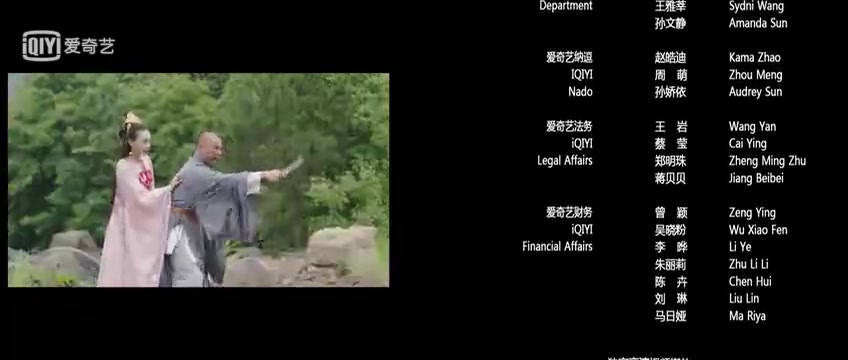 iQIYI 爱奇艺
Department 王雅莘 Sydni Wang
孙文静 Amanda Sun
爱奇艺纳逗 赵皓迪 Kama Zhao
IQIYI 周 萌 Zhou Meng
Nado 孙娇依 Audrey Sun
爱奇艺法务 王 岩 Wang Yan
iQIYI 蔡 莹 Cai Ying
Legal Affairs 郑明珠 Zheng Ming Zhu
蒋贝贝 Jiang Beibei
爱奇艺财务 曾 颖 Zeng Ying
iQIYI 吴晓粉 Wu Xiao Fen
Financial Affairs 李 晔 Li Ye
朱丽莉 Zhu Li Li
陈 卉 Chen Hui
刘 琳 Liu Lin
马日娅 Ma Riya